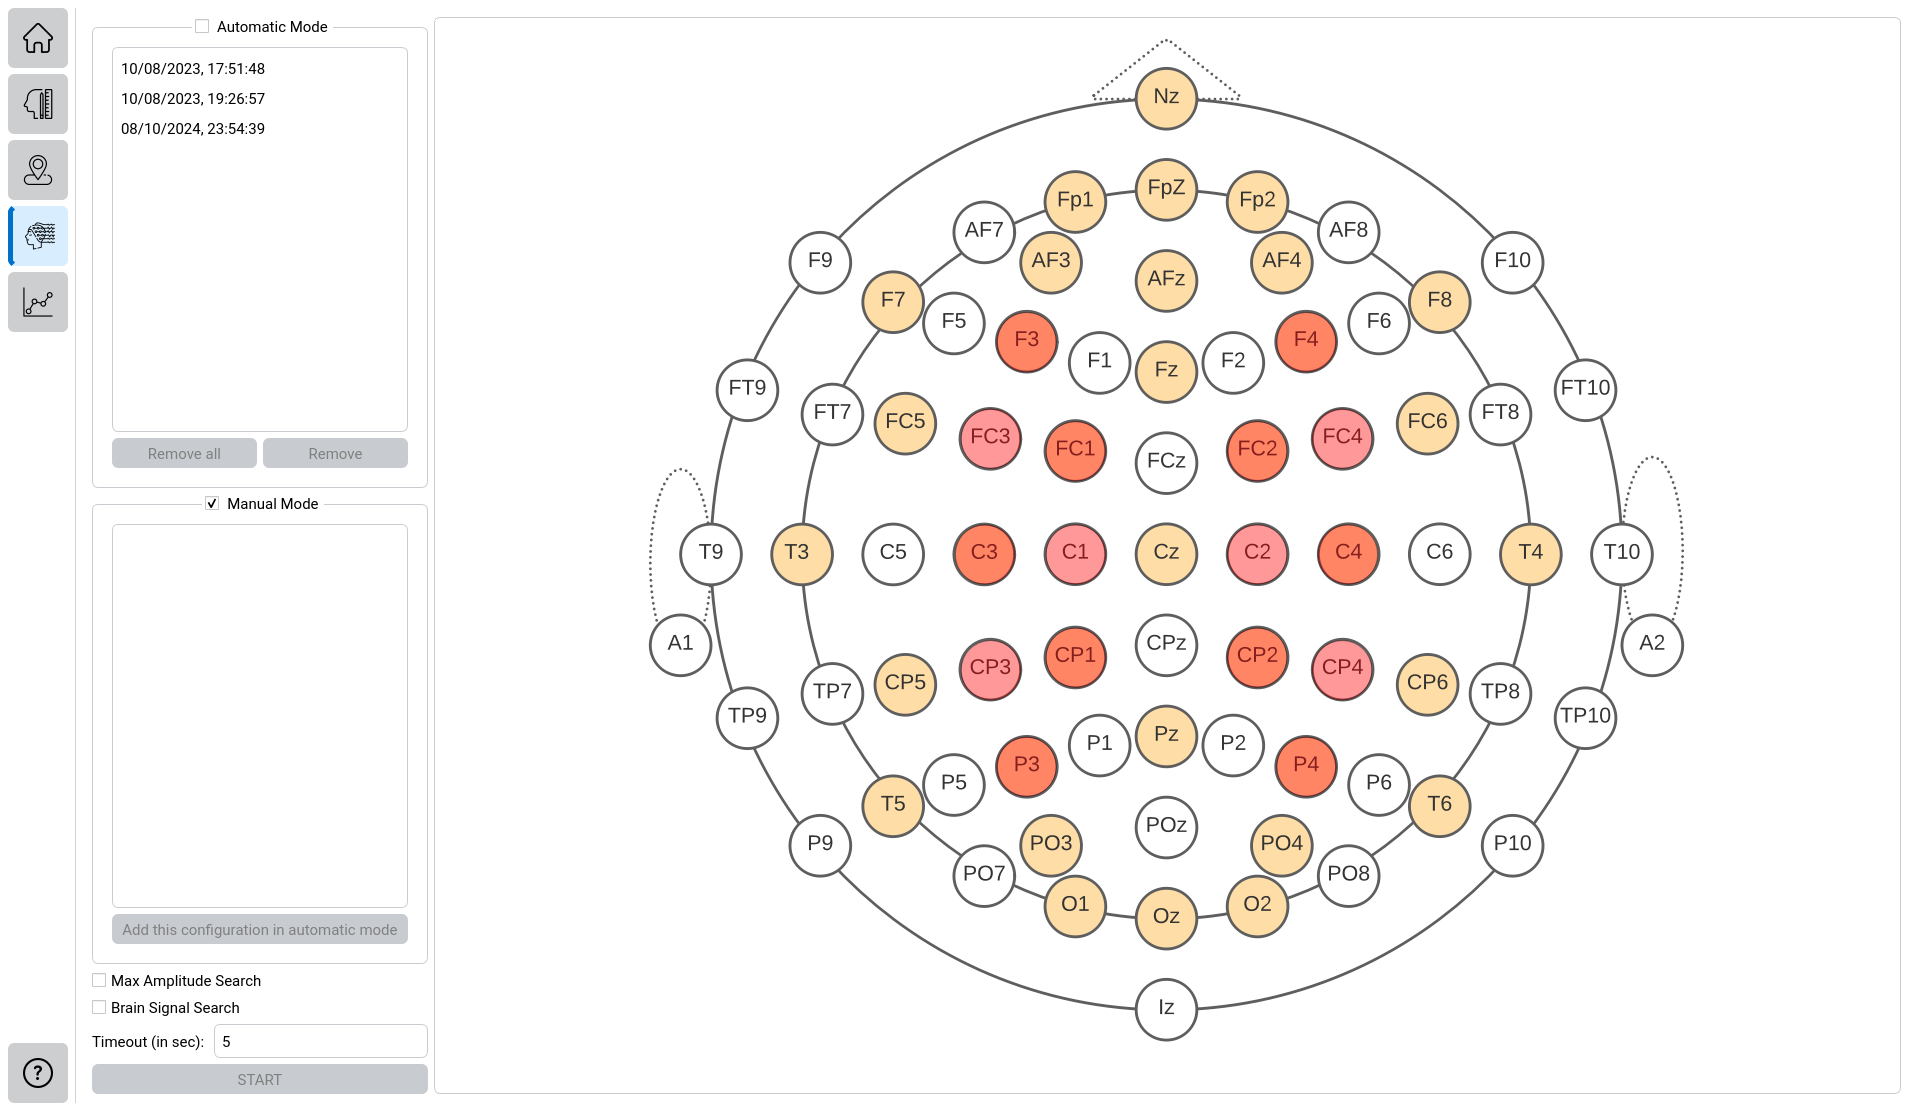 Automatic Mode
10/08/2023, 17:51:48
10/08/2023, 19:26:57
08/10/2024, 23:54:39
Remove all Remove
Manual Mode
Add this configuration in automatic mode
Max Amplitude Search
Brain Signal Search
Timeout (in sec): 5
START
?
Nz
Fp1 FpZ Fp2
AF7 AF8
F9 AF3 AFz AF4 F10
F7 F8
F5 F3 F4 F6
F1 Fz F2
FT9 FT7 FT8 FT10
FC5 FC3 FC1 FCz FC2 FC4 FC6
T9 T3 C5 C3 C1 Cz C2 C4 C6 T4 T10
A1 CPz A2
CP5 CP3 CP1 CP2 CP4 CP6
TP9 TP7 TP8 TP10
P1 Pz P2
P5 P3 P4 P6
T5 T6
P9 PO3 POz PO4 P10
PO7 PO8
O1 Oz O2
Iz